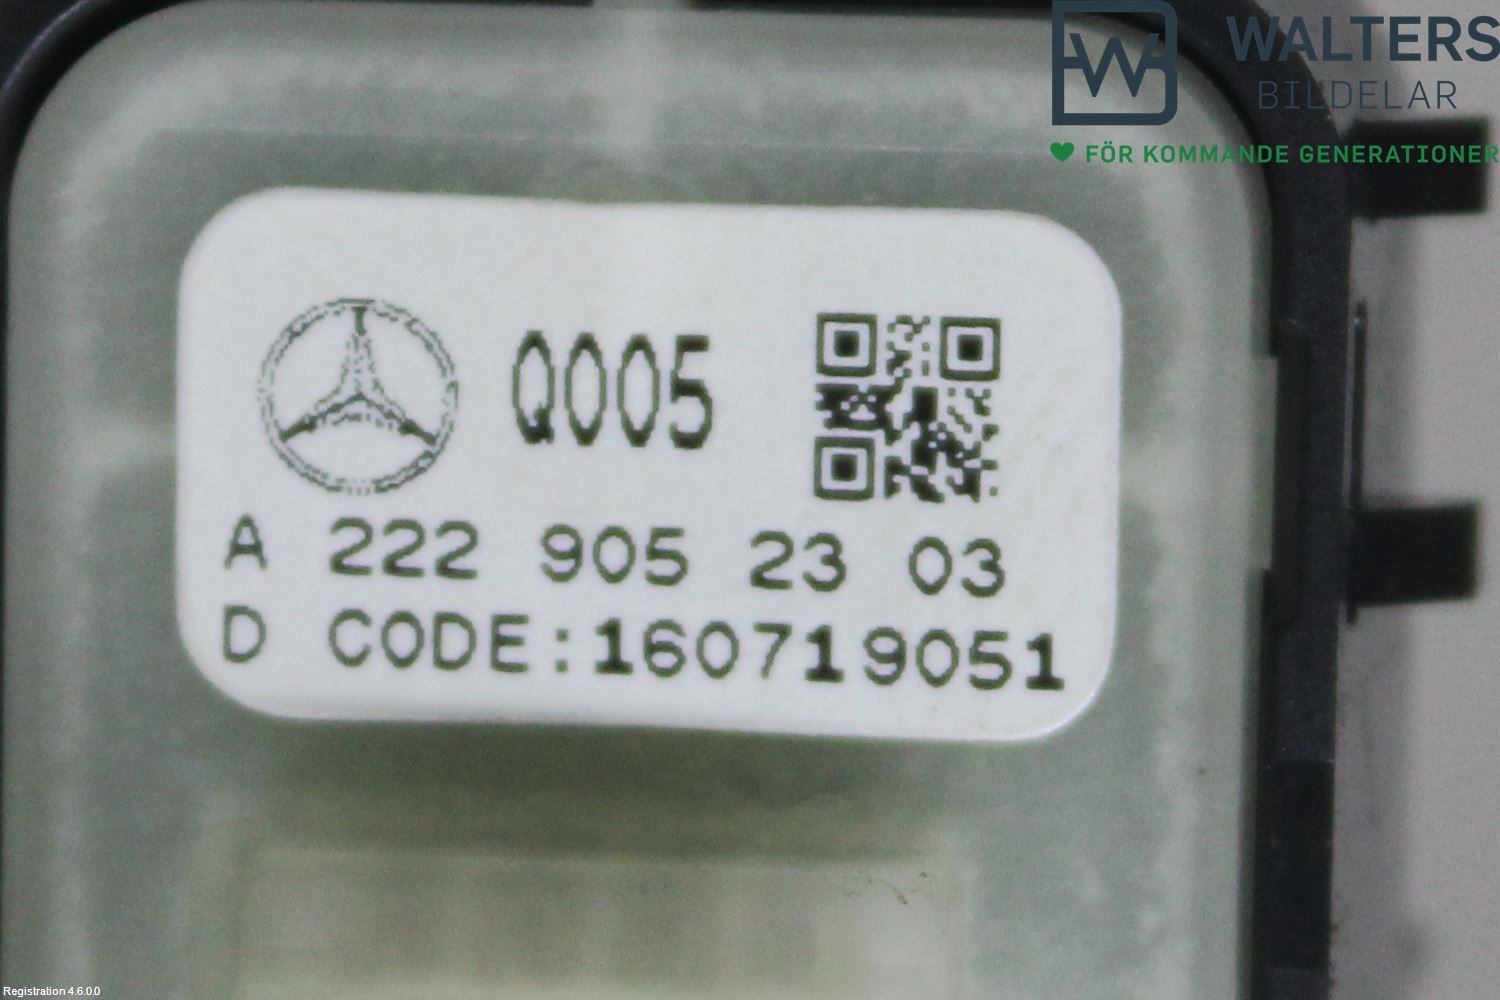 WALTERS
BILDELAR
FÖR KOMMANDE GENERATIONER
Q005
A 222 905 23 03
D CODE:160719051
Registration 4.6.0.0